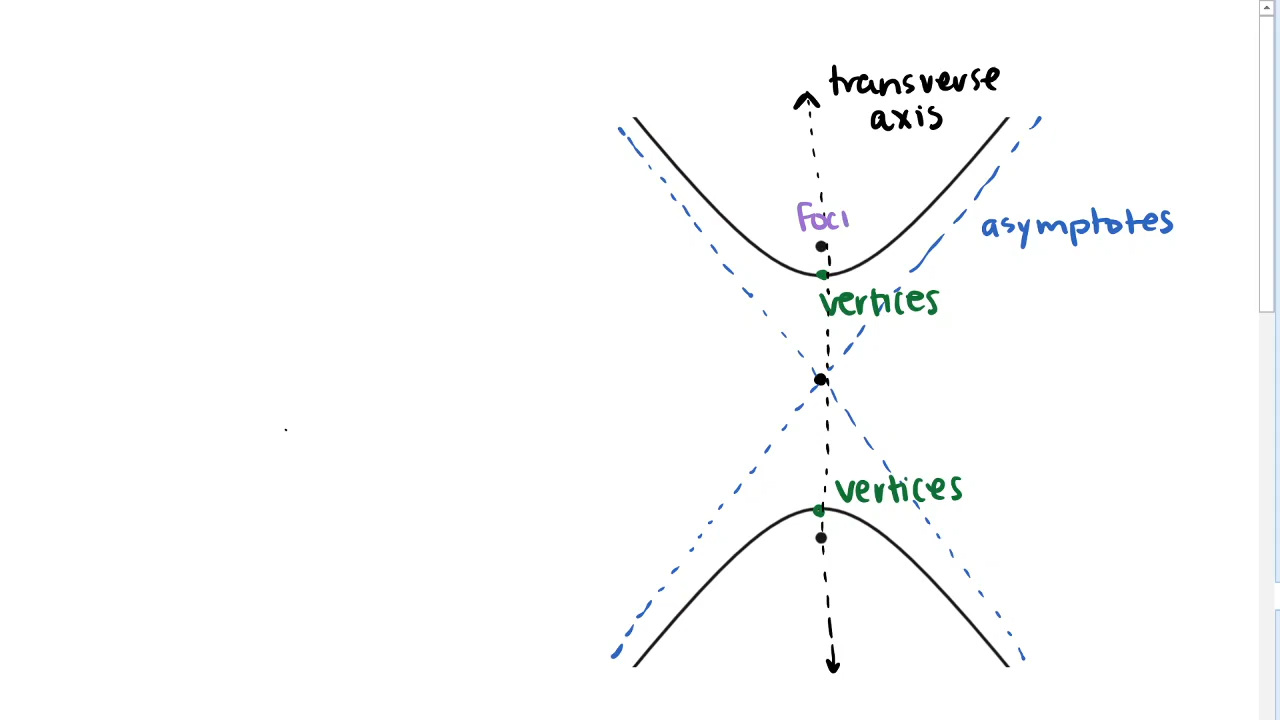 transverse
axis
Foci
asymptotes
vertices
vertices